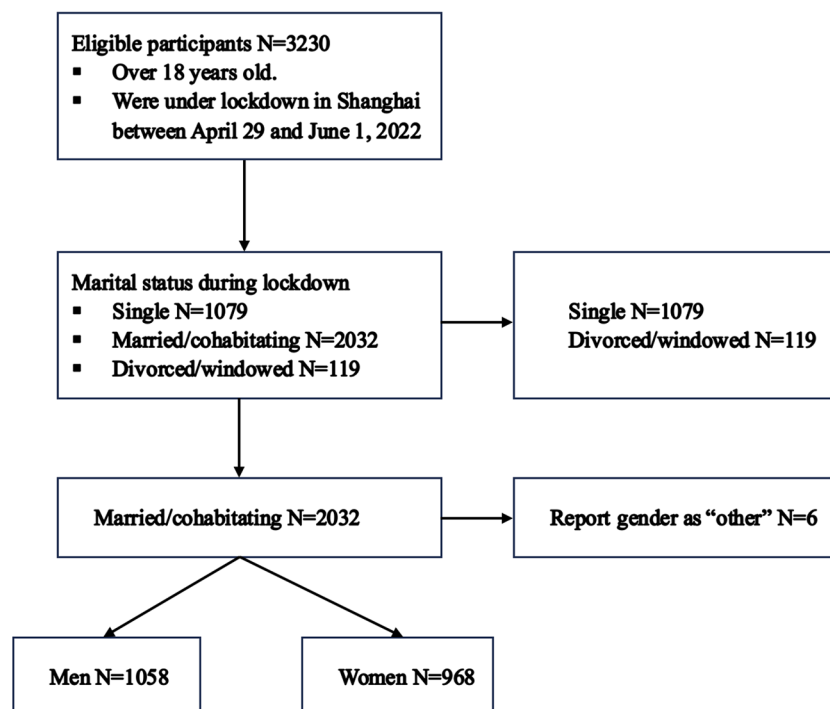 Eligible participants N=3230
▪ Over 18 years old.
▪ Were under lockdown in Shanghai
between April 29 and June 1, 2022
Marital status during lockdown
▪ Single N=1079
▪ Married/cohabitating N=2032
▪ Divorced/windowed N=119
Single N=1079
Divorced/windowed N=119
Married/cohabitating N=2032
Report gender as “other” N=6
Men N=1058
Women N=968